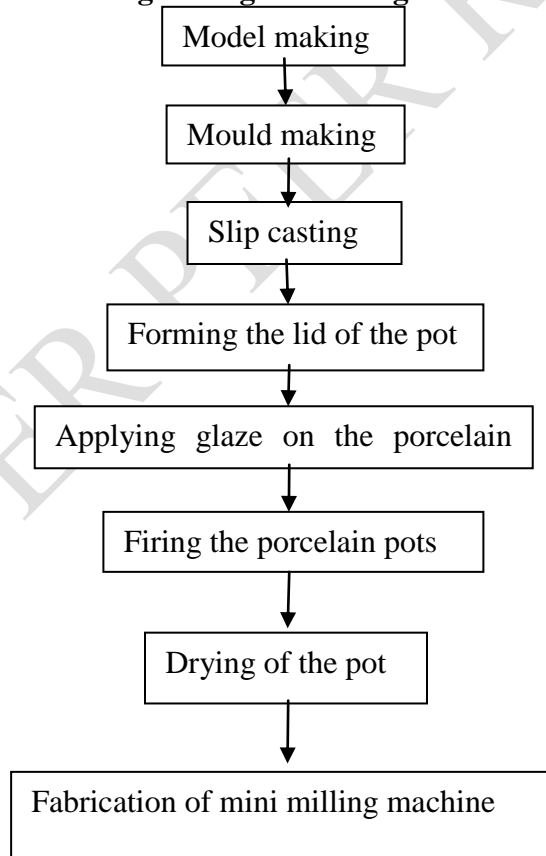 Model making
Mould making
Slip casting
Forming the lid of the pot
Applying glaze on the porcelain
Firing the porcelain pots
Drying of the pot
Fabrication of mini milling machine